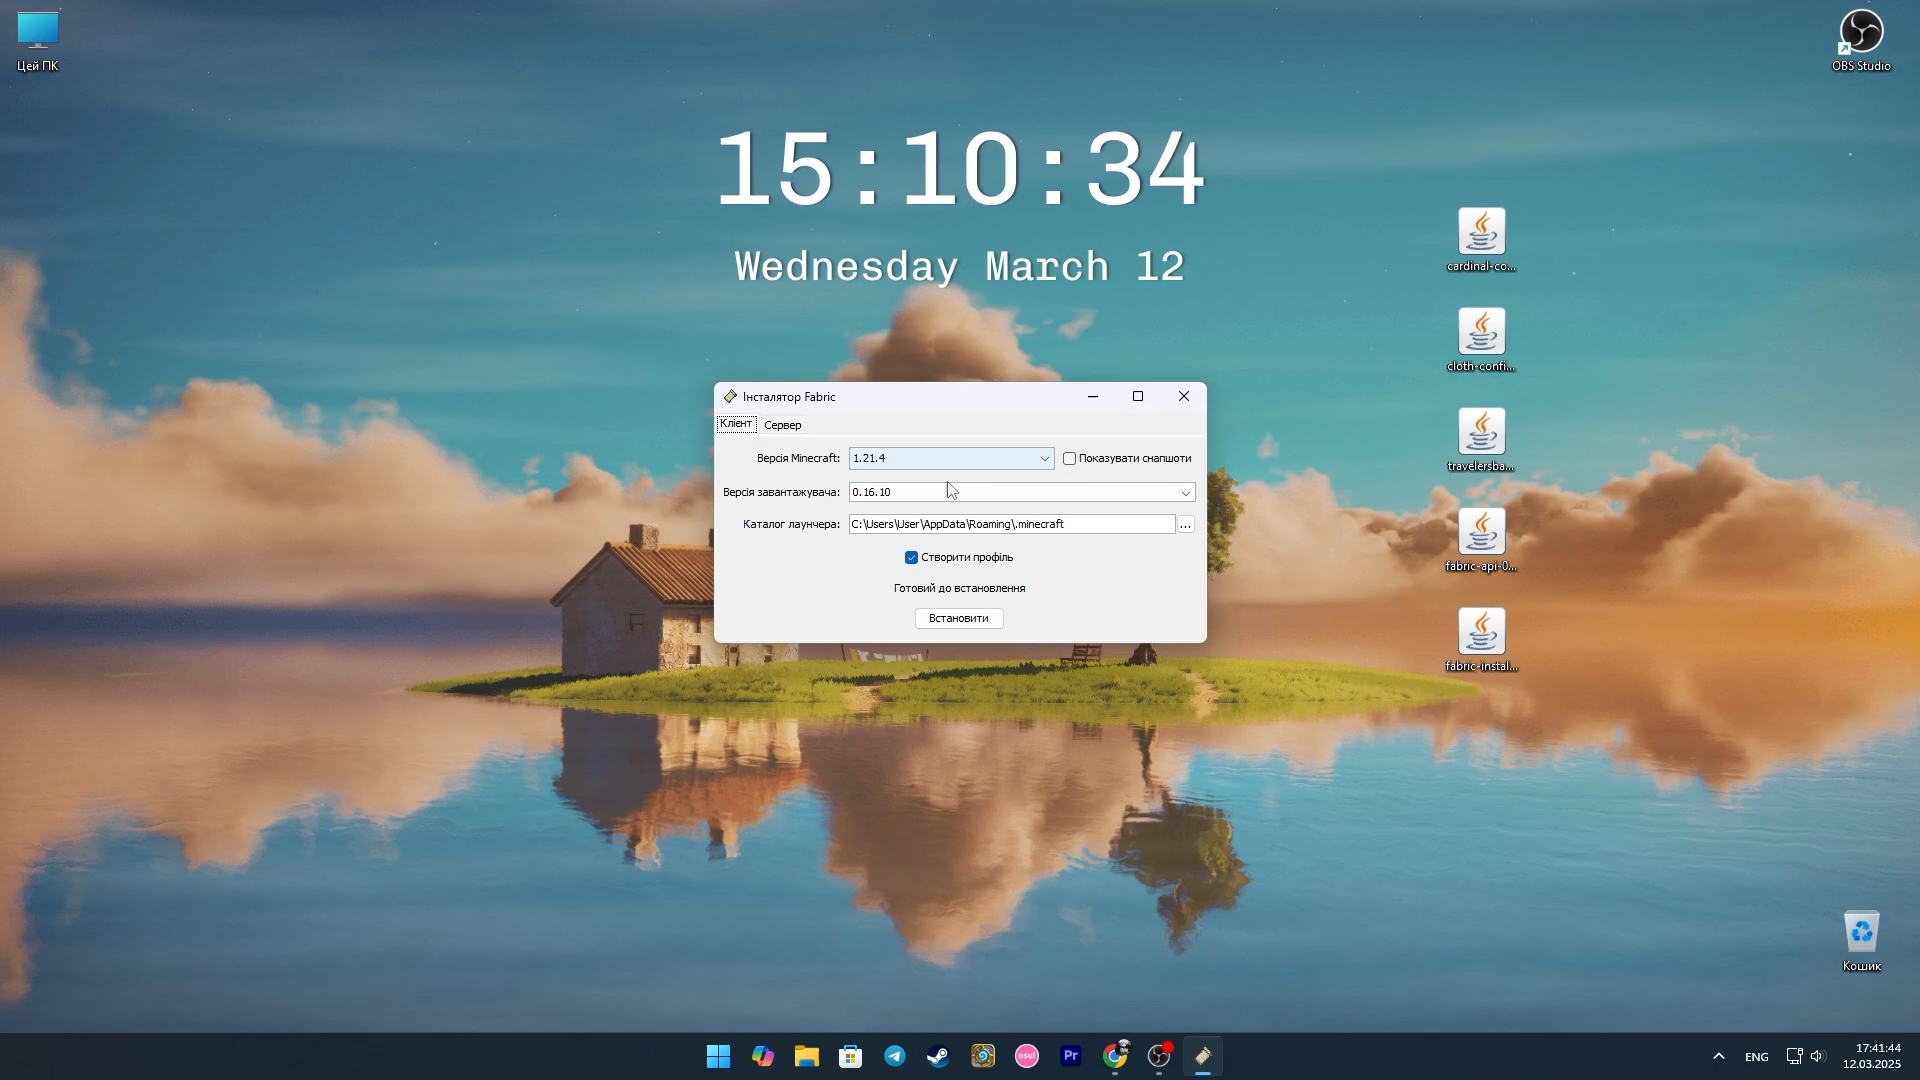 Цей ПК
OBS Studio
15:10:34
Wednesday March 12
cardinal-co...
cloth-confi...
travelersba...
fabric-api-0...
fabric-instal...
Інсталятор Fabric
Клієнт
Сервер
Версія Minecraft:
1.21.4
Показувати снапшоти
Версія завантажувача:
0.16.10
Каталог лаунчера:
C:\Users\User\AppData\Roaming\.minecraft
...
Створити профіль
Готовий до встановлення
Встановити
Кошик
osu!
Pr
ENG
17:41:44
12.03.2025